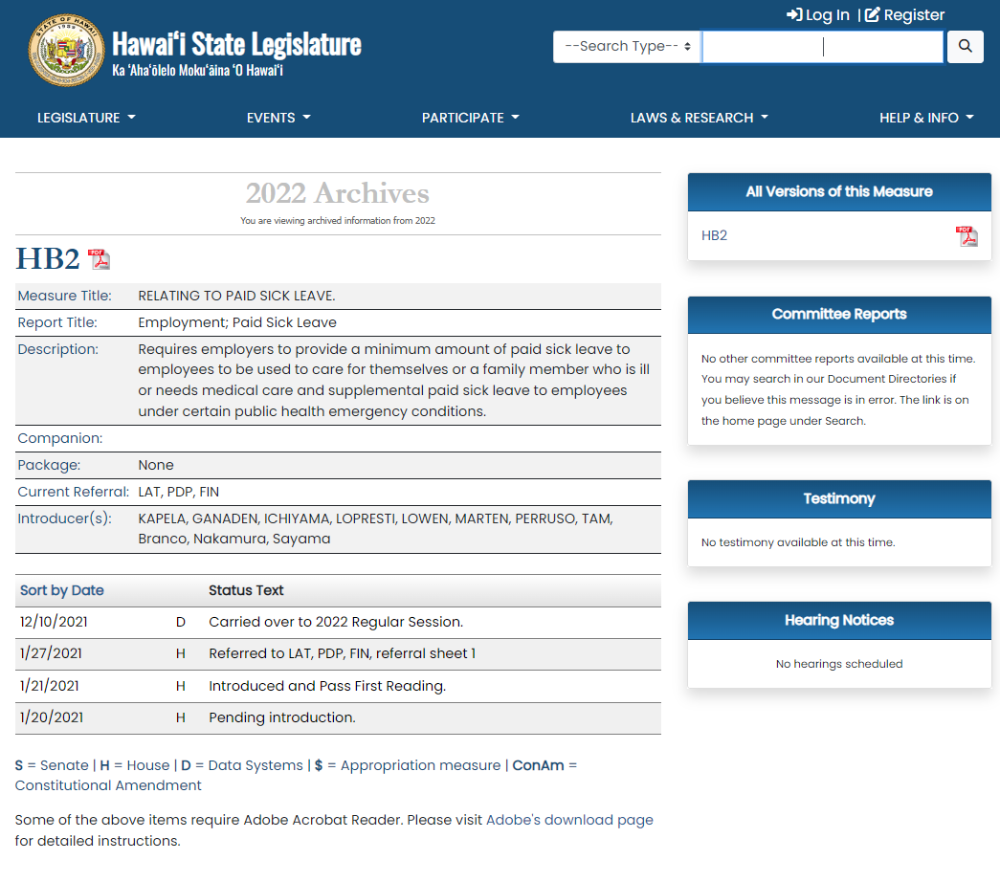 Log In | Register
STATE OF HAWAII
1959
Hawaiʻi State Legislature
Ka ʻAhaʻōlelo Mokuʻāina ʻO Hawaiʻi
--Search Type--
LEGISLATURE
EVENTS
PARTICIPATE
LAWS & RESEARCH
HELP & INFO
2022 Archives
You are viewing archived information from 2022
HB2 PDF
Measure Title: RELATING TO PAID SICK LEAVE.
Report Title: Employment; Paid Sick Leave
Description: Requires employers to provide a minimum amount of paid sick leave to
employees to be used to care for themselves or a family member who is ill
or needs medical care and supplemental paid sick leave to employees
under certain public health emergency conditions.
Companion:
Package: None
Current Referral: LAT, PDP, FIN
Introducer(s): KAPELA, GANADEN, ICHIYAMA, LOPRESTI, LOWEN, MARTEN, PERRUSO, TAM,
Branco, Nakamura, Sayama
Sort by Date Status Text
12/10/2021 D Carried over to 2022 Regular Session.
1/27/2021 H Referred to LAT, PDP, FIN, referral sheet 1
1/21/2021 H Introduced and Pass First Reading.
1/20/2021 H Pending introduction.
S = Senate | H = House | D = Data Systems | $ = Appropriation measure | ConAm =
Constitutional Amendment
Some of the above items require Adobe Acrobat Reader. Please visit Adobe's download page
for detailed instructions.
All Versions of this Measure
HB2 PDF
Committee Reports
No other committee reports available at this time.
You may search in our Document Directories if
you believe this message is in error. The link is on
the home page under Search.
Testimony
No testimony available at this time.
Hearing Notices
No hearings scheduled